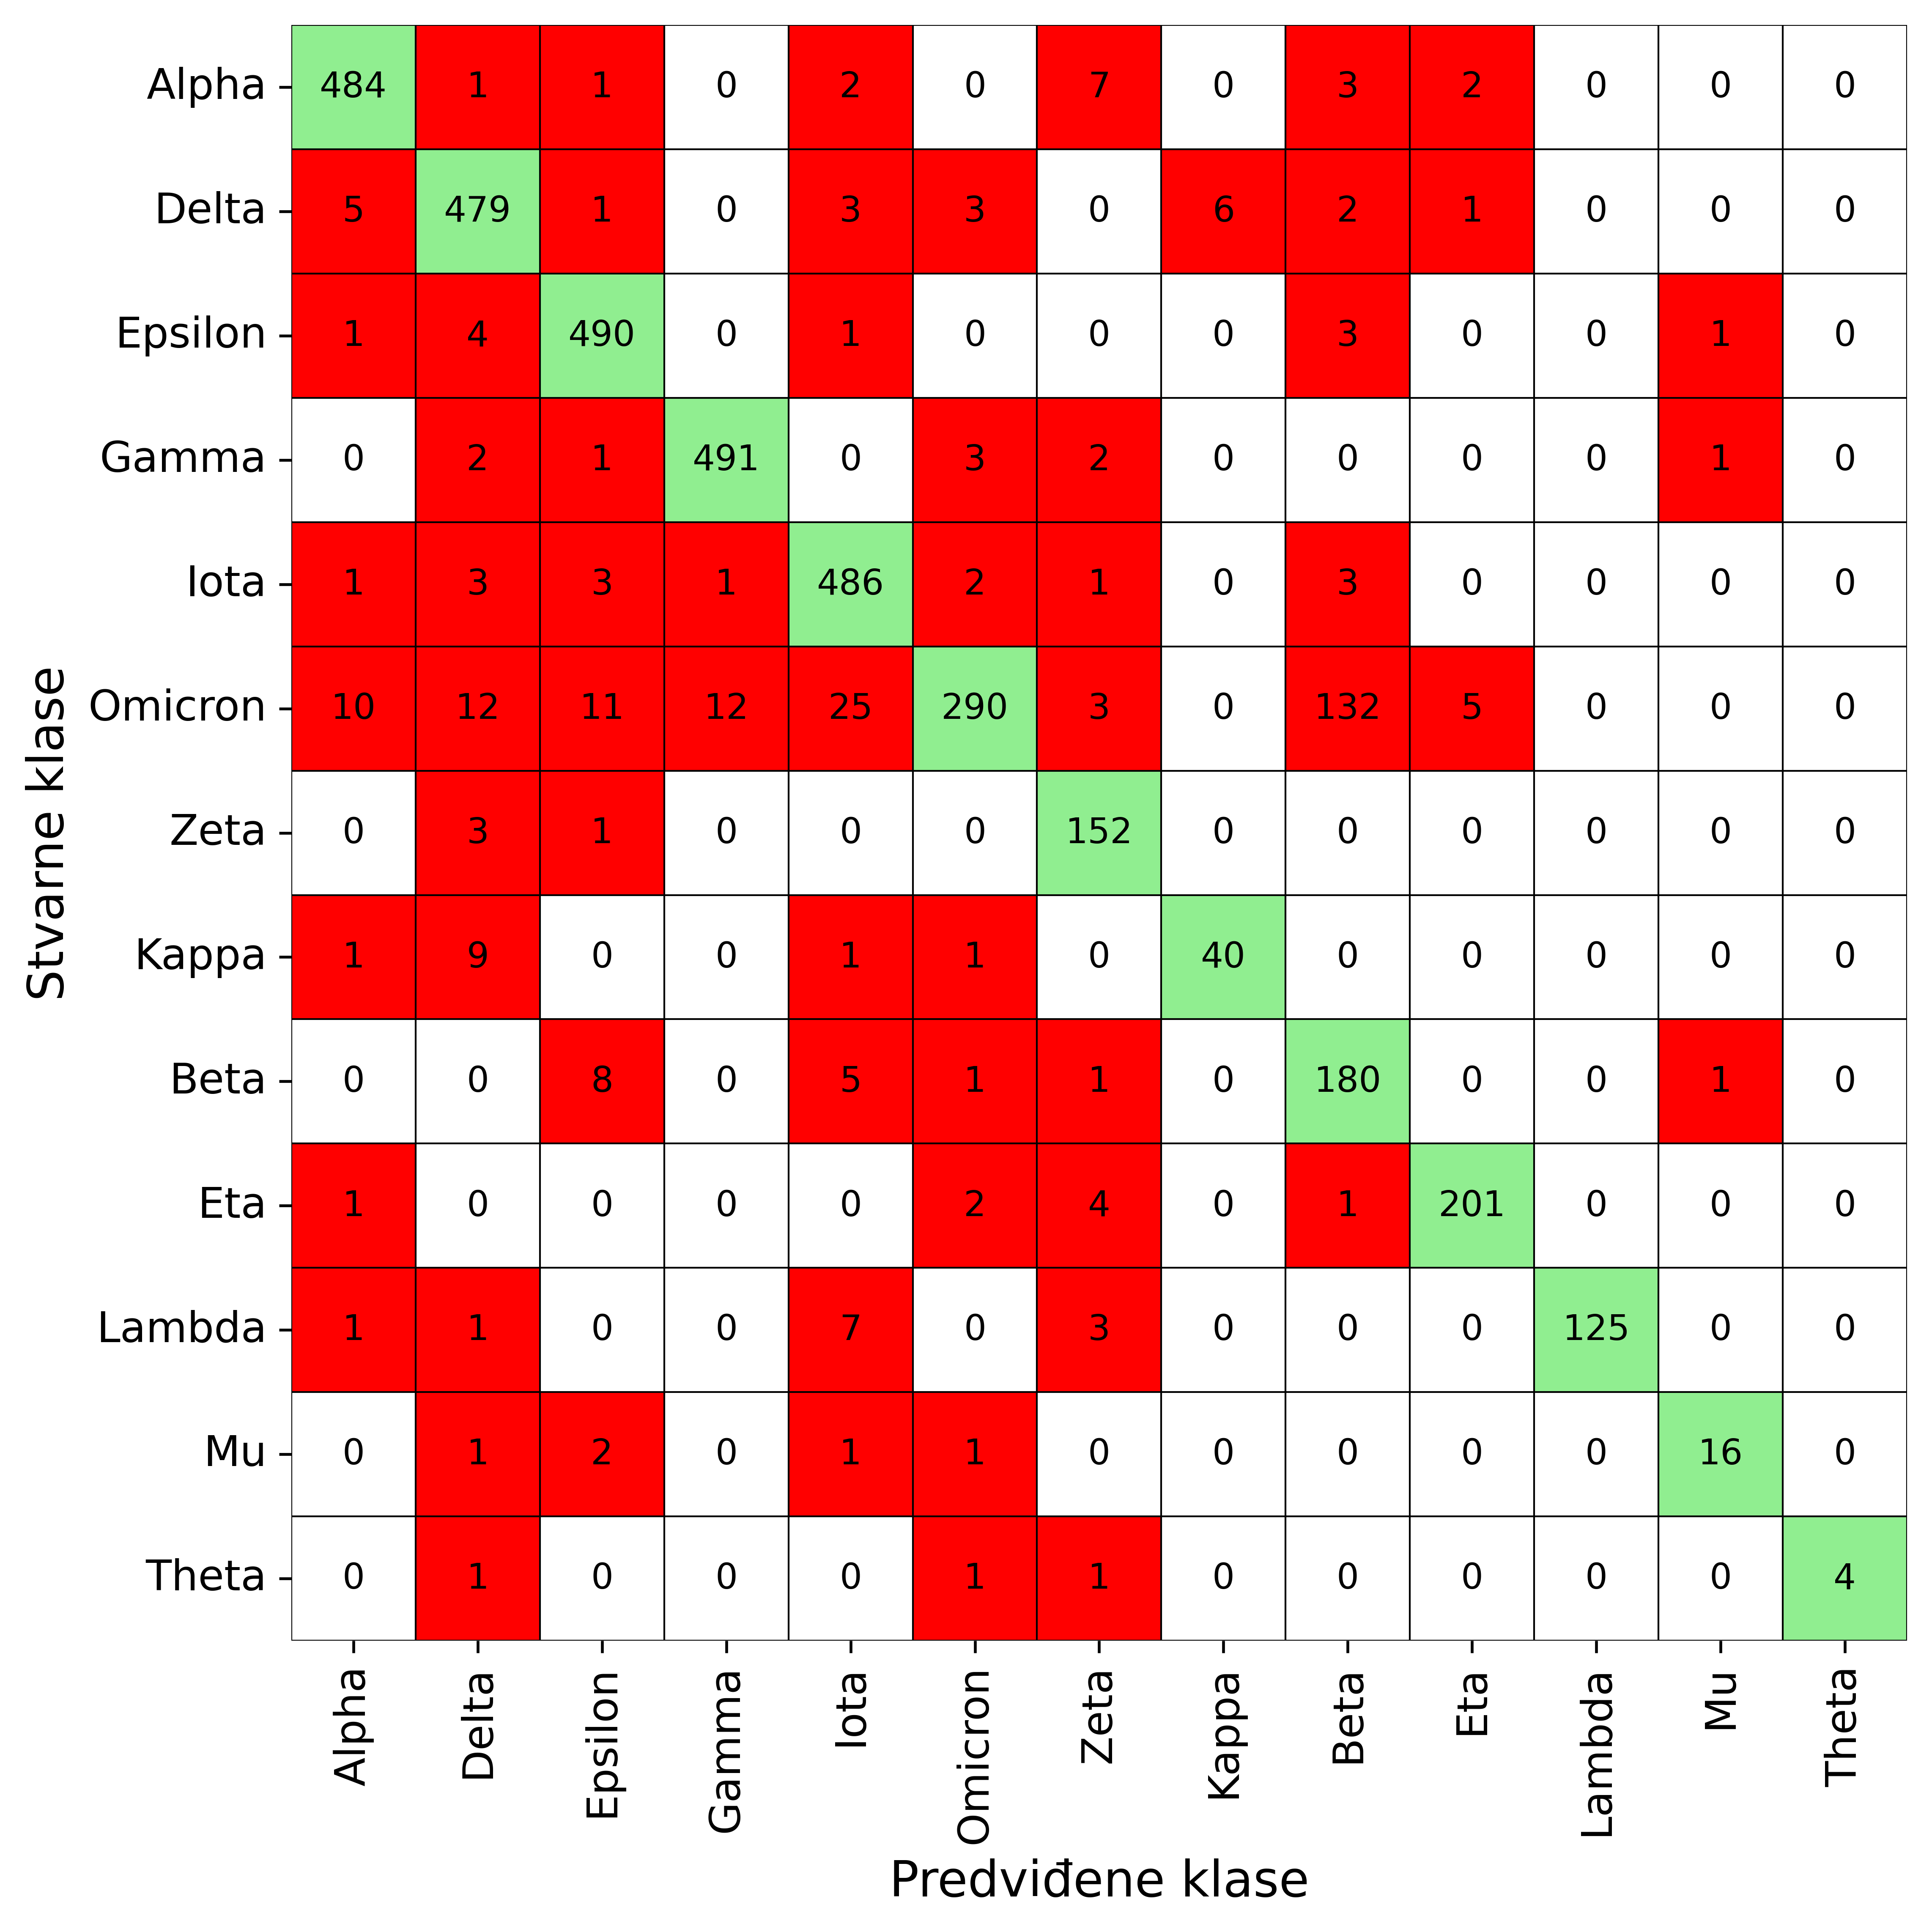 Stvarne klase
Alpha 484 1 1 0 2 0 7 0 3 2 0 0 0
Delta 5 479 1 0 3 3 0 6 2 1 0 0 0
Epsilon 1 4 490 0 1 0 0 0 3 0 0 1 0
Gamma 0 2 1 491 0 3 2 0 0 0 0 1 0
Iota 1 3 3 1 486 2 1 0 3 0 0 0 0
Omicron 10 12 11 12 25 290 3 0 132 5 0 0 0
Zeta 0 3 1 0 0 0 152 0 0 0 0 0 0
Kappa 1 9 0 0 1 1 0 40 0 0 0 0 0
Beta 0 0 8 0 5 1 1 0 180 0 0 1 0
Eta 1 0 0 0 0 2 4 0 1 201 0 0 0
Lambda 1 1 0 0 7 0 3 0 0 0 125 0 0
Mu 0 1 2 0 1 1 0 0 0 0 0 16 0
Theta 0 1 0 0 0 1 1 0 0 0 0 0 4
Alpha Delta Epsilon Gamma Iota Omicron Zeta Kappa Beta Eta Lambda Mu Theta
Predviđene klase